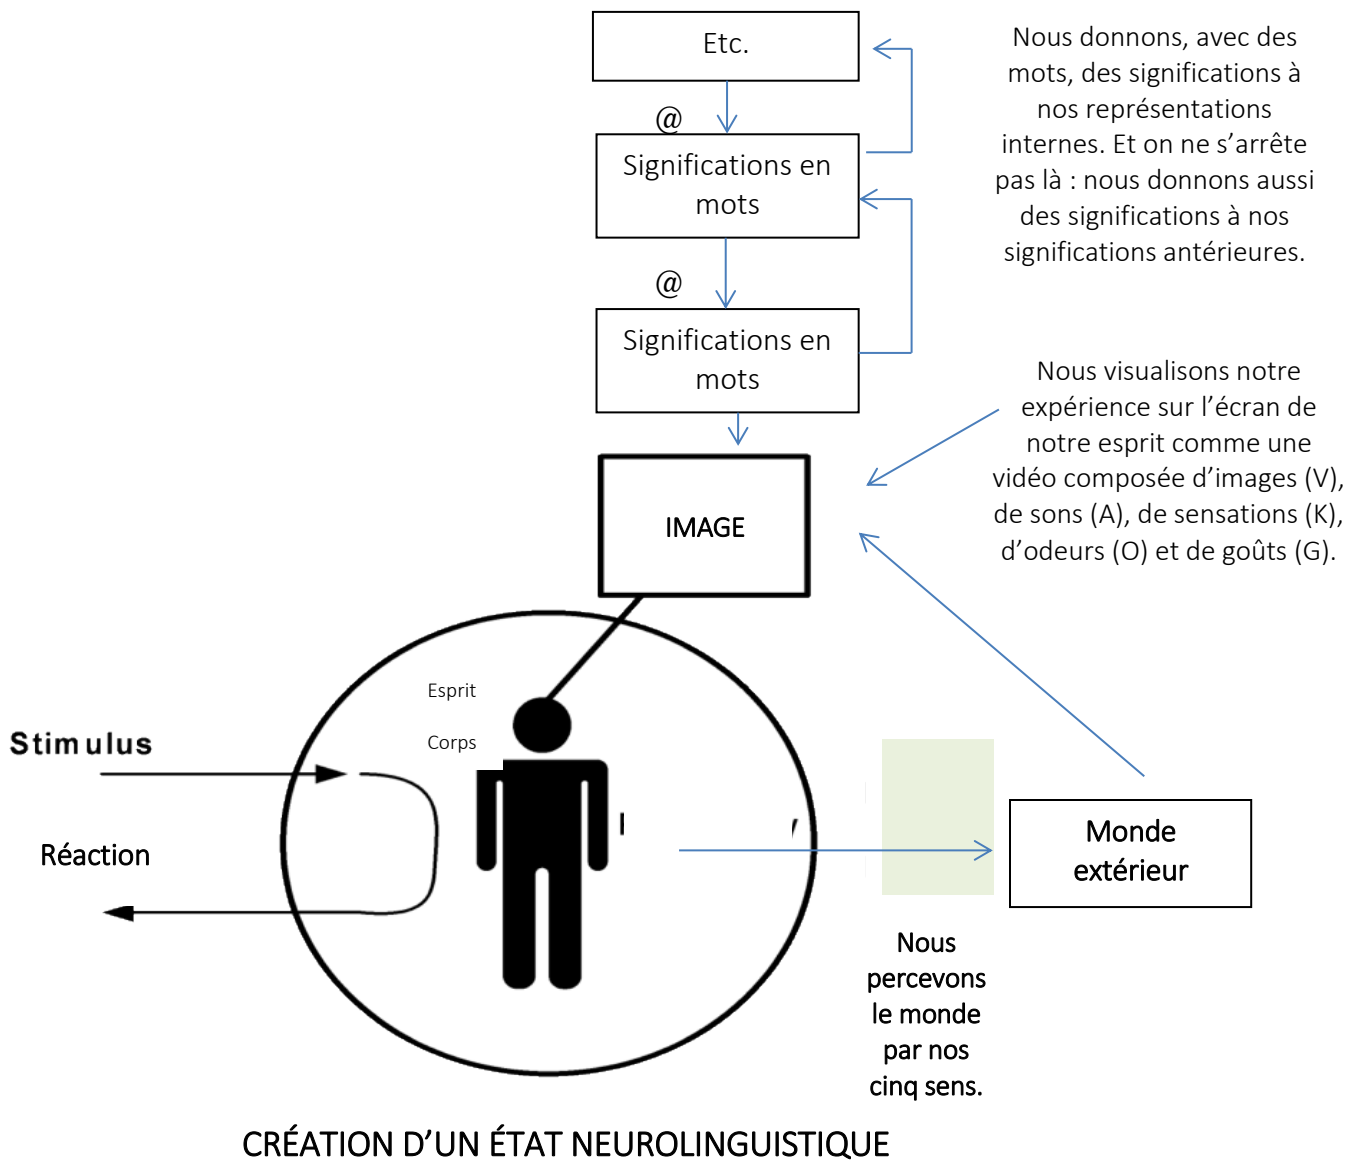 Etc.
@
Significations en
mots
@
Significations en
mots
IMAGE
Nous donnons, avec des
mots, des significations à
nos représentations
internes. Et on ne s’arrête
pas là : nous donnons aussi
des significations à nos
significations antérieures.
Nous visualisons notre
expérience sur l’écran de
notre esprit comme une
vidéo composée d’images (V),
de sons (A), de sensations (K),
d’odeurs (O) et de goûts (G).
Esprit
Corps
Stimulus
Réaction
Monde
extérieur
Nous
percevons
le monde
par nos
cinq sens.
CRÉATION D’UN ÉTAT NEUROLINGUISTIQUE